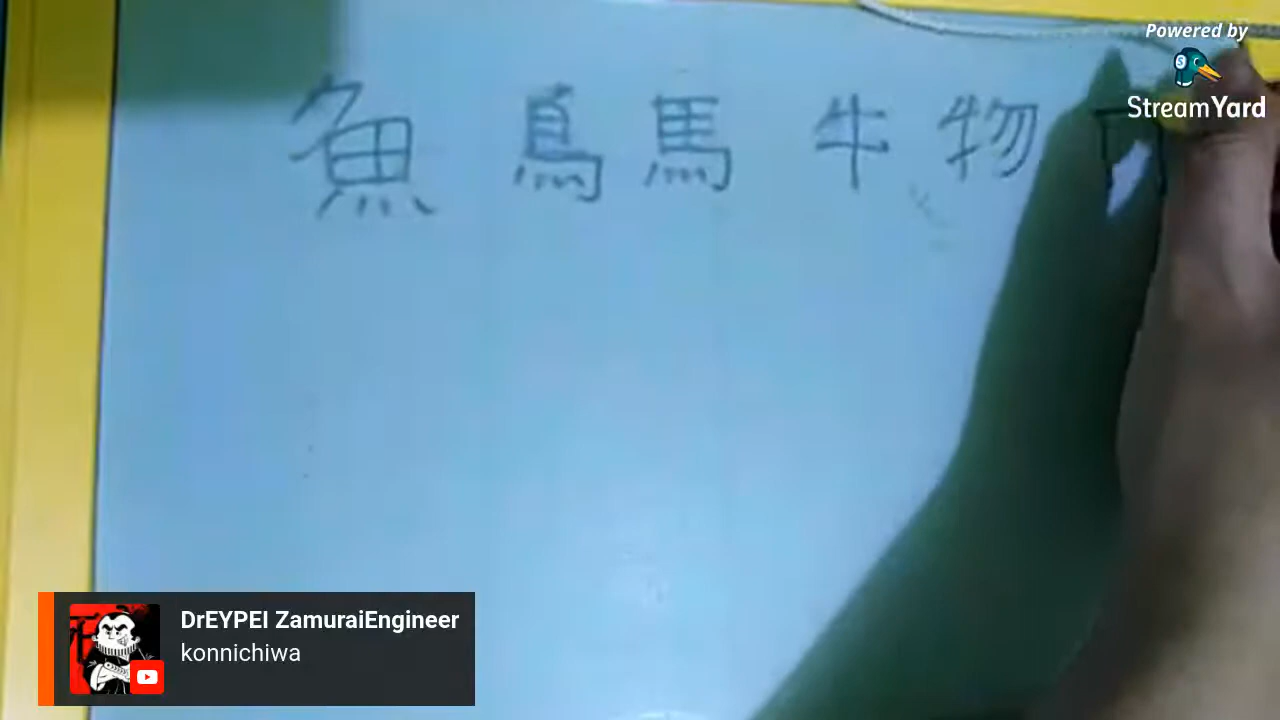 Powered by
StreamYard
魚 鳥 馬 牛 物
DrEYPEI ZamuraiEngineer
konnichiwa